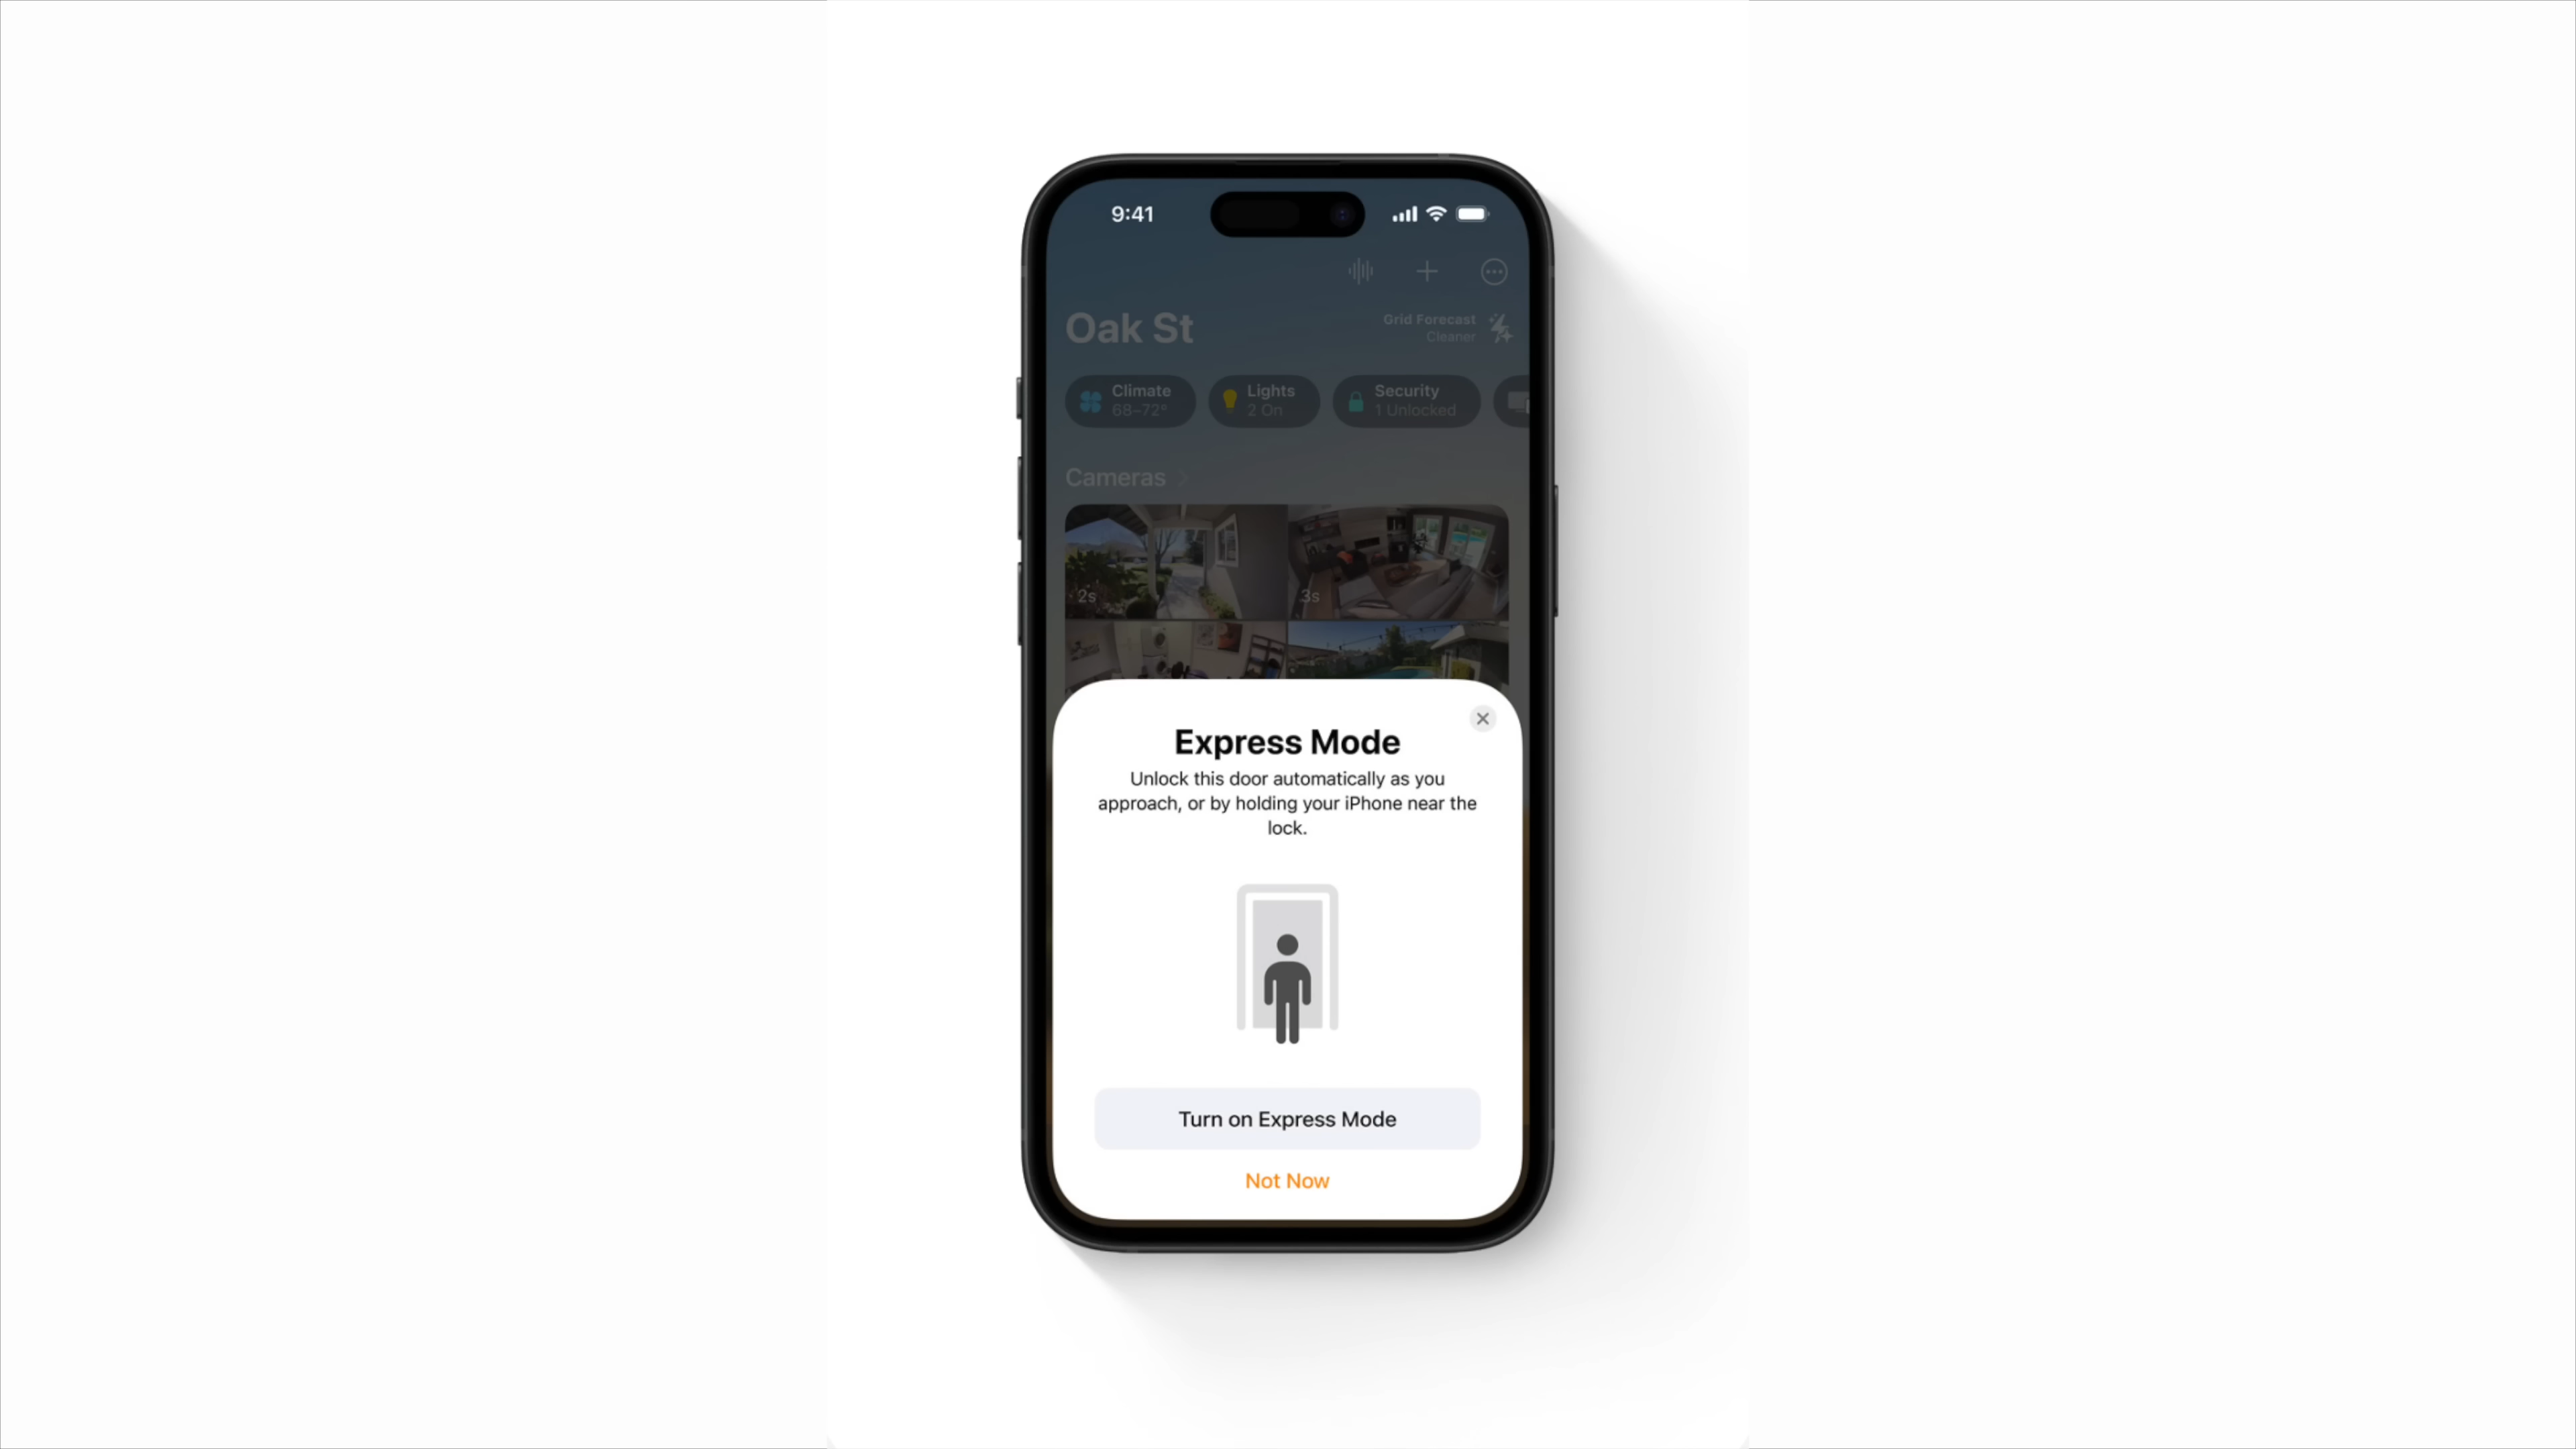 9:41
Oak St
Grid Forecast
Cleaner
Climate
68–72°
Lights
2 On
Security
1 Unlocked
Cameras
2s
3s
Express Mode
Unlock this door automatically as you
approach, or by holding your iPhone near the
lock.
Turn on Express Mode
Not Now